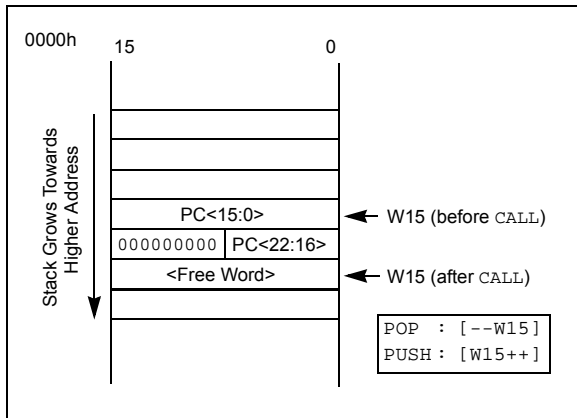 0000h
15 0
Stack Grows Towards
Higher Address
PC<15:0>
W15 (before CALL)
000000000 PC<22:16>
<Free Word>
W15 (after CALL)
POP : [--W15]
PUSH : [W15++]